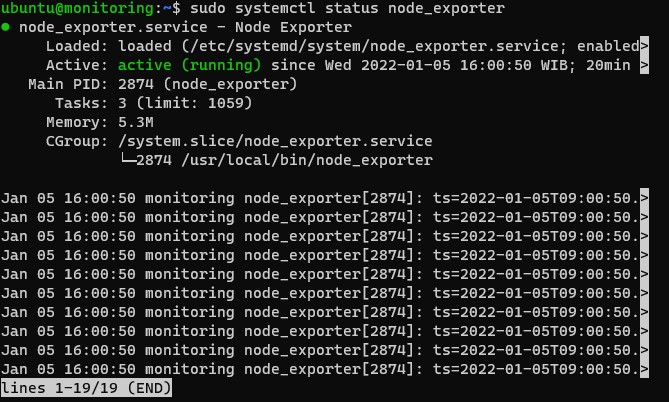 ubuntu@monitoring:~$ sudo systemctl status node_exporter
● node_exporter.service - Node Exporter
     Loaded: loaded (/etc/systemd/system/node_exporter.service; enabled>
     Active: active (running) since Wed 2022-01-05 16:00:50 WIB; 20min >
   Main PID: 2874 (node_exporter)
      Tasks: 3 (limit: 1059)
     Memory: 5.3M
     CGroup: /system.slice/node_exporter.service
             └─2874 /usr/local/bin/node_exporter

Jan 05 16:00:50 monitoring node_exporter[2874]: ts=2022-01-05T09:00:50.>
Jan 05 16:00:50 monitoring node_exporter[2874]: ts=2022-01-05T09:00:50.>
Jan 05 16:00:50 monitoring node_exporter[2874]: ts=2022-01-05T09:00:50.>
Jan 05 16:00:50 monitoring node_exporter[2874]: ts=2022-01-05T09:00:50.>
Jan 05 16:00:50 monitoring node_exporter[2874]: ts=2022-01-05T09:00:50.>
Jan 05 16:00:50 monitoring node_exporter[2874]: ts=2022-01-05T09:00:50.>
Jan 05 16:00:50 monitoring node_exporter[2874]: ts=2022-01-05T09:00:50.>
Jan 05 16:00:50 monitoring node_exporter[2874]: ts=2022-01-05T09:00:50.>
Jan 05 16:00:50 monitoring node_exporter[2874]: ts=2022-01-05T09:00:50.>
Jan 05 16:00:50 monitoring node_exporter[2874]: ts=2022-01-05T09:00:50.>
lines 1-19/19 (END)